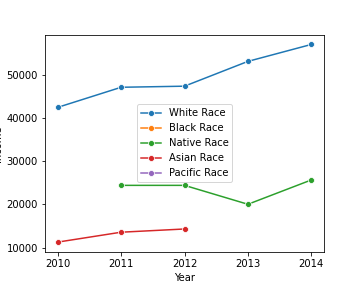 50000
40000
30000
20000
10000
White Race
Black Race
Native Race
Asian Race
Pacific Race
2010 2011 2012 2013 2014
Year